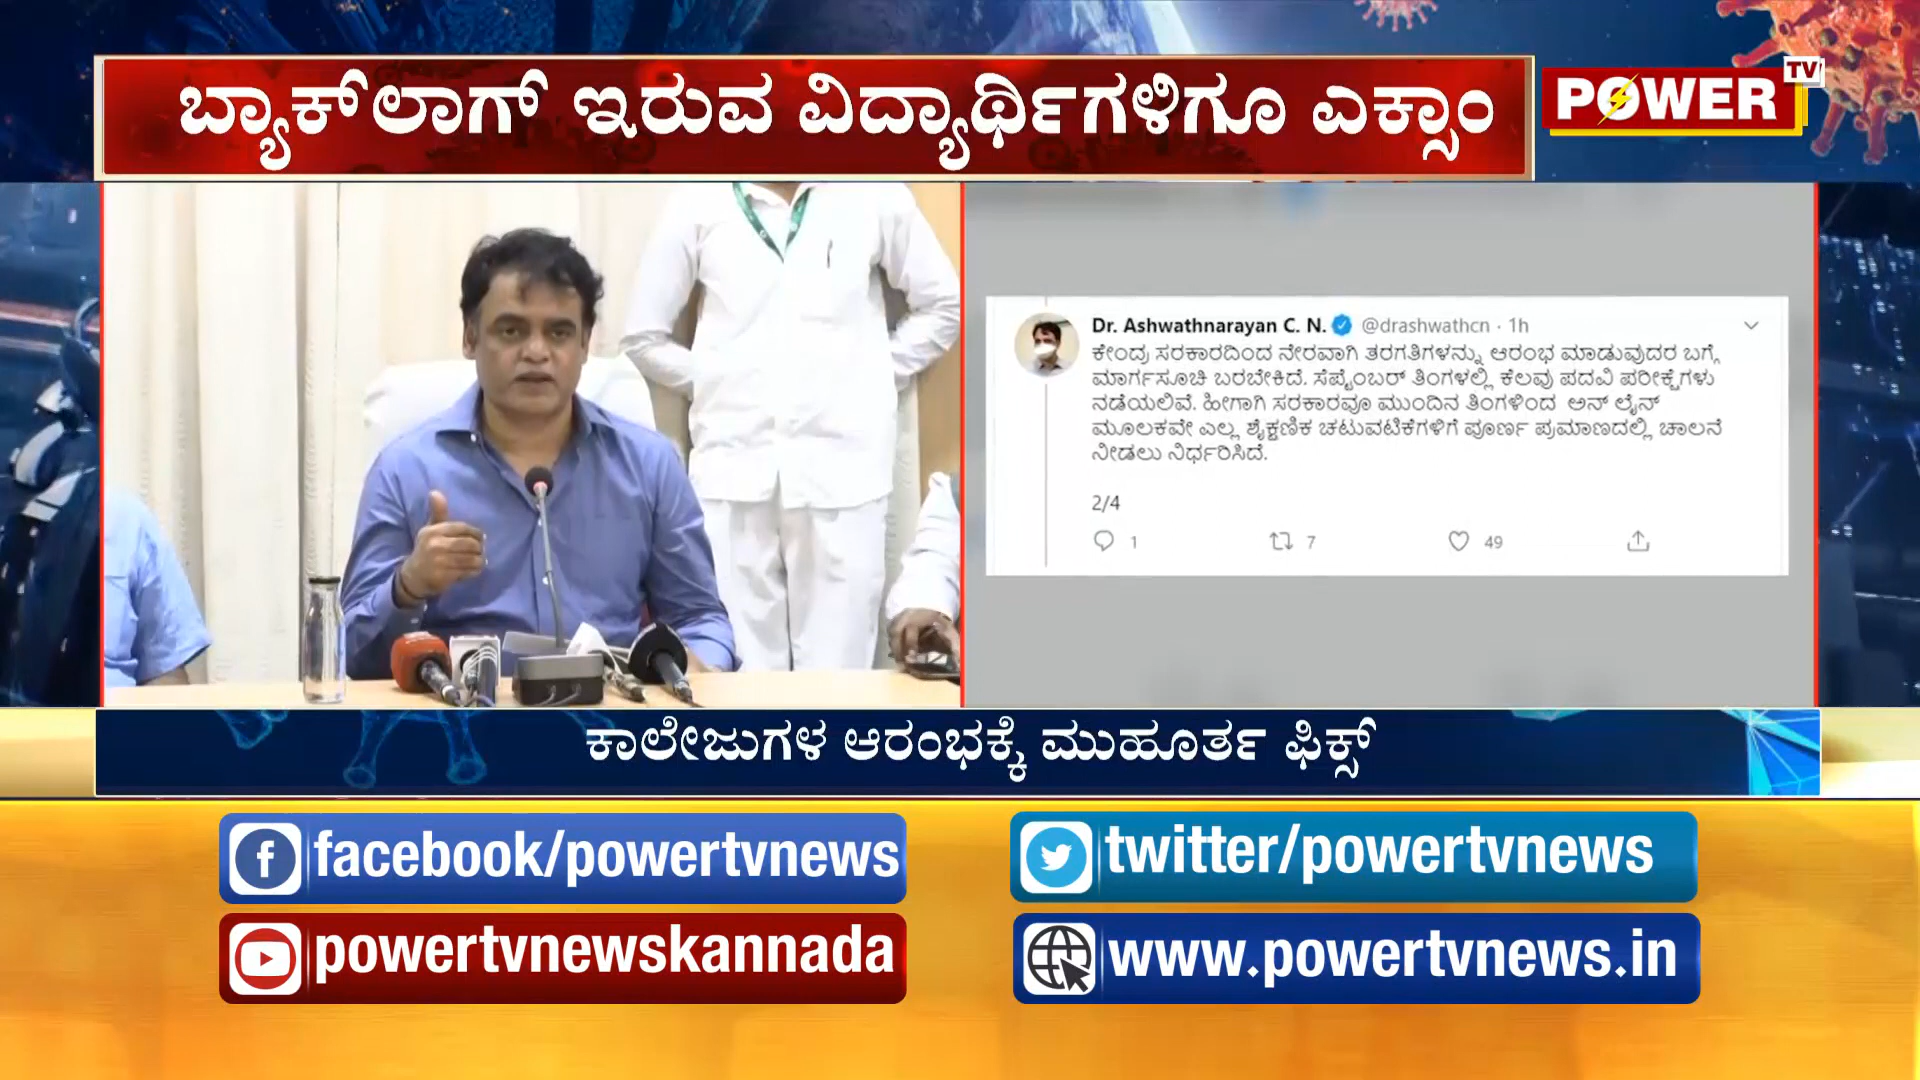 ಬ್ಯಾಕ್‌ಲಾಗ್ ಇರುವ ವಿದ್ಯಾರ್ಥಿಗಳಿಗೂ ಎಕ್ಸಾಂ
POWER TV
Dr. Ashwathnarayan C. N. @drashwathcn · 1h
ಕೇಂದ್ರ ಸರಕಾರದಿಂದ ನೇರವಾಗಿ ತರಗತಿಗಳನ್ನು ಆರಂಭ ಮಾಡುವುದರ ಬಗ್ಗೆ
ಮಾರ್ಗಸೂಚಿ ಬರಬೇಕಿದೆ. ಸೆಪ್ಟೆಂಬರ್ ತಿಂಗಳಲ್ಲಿ ಕೆಲವು ಪದವಿ ಪರೀಕ್ಷೆಗಳು
ನಡೆಯಲಿವೆ. ಹೀಗಾಗಿ ಸರಕಾರವೂ ಮುಂದಿನ ತಿಂಗಳಿಂದ ಅನ್ ಲೈನ್
ಮೂಲಕವೇ ಎಲ್ಲ ಶೈಕ್ಷಣಿಕ ಚಟುವಟಿಕೆಗಳಿಗೆ ಪೂರ್ಣ ಪ್ರಮಾಣದಲ್ಲಿ ಚಾಲನೆ
ನೀಡಲು ನಿರ್ಧರಿಸಿದೆ.
2/4
1 7 49
ಕಾಲೇಜುಗಳ ಆರಂಭಕ್ಕೆ ಮುಹೂರ್ತ ಫಿಕ್ಸ್
facebook/powertvnews
twitter/powertvnews
powertvnewskannada
www.powertvnews.in